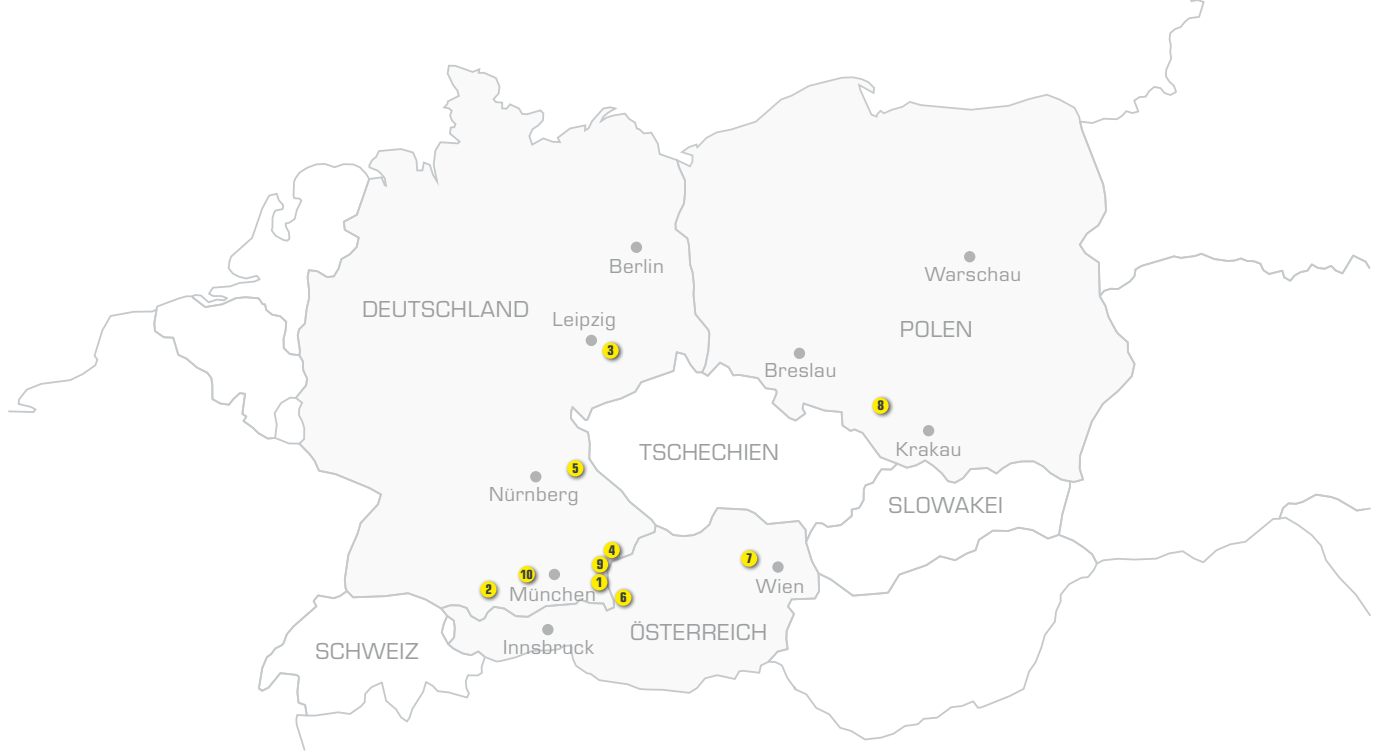 Berlin
Warschau
DEUTSCHLAND
Leipzig
POLEN
3
Breslau
8
Krakau
TSCHECHIEN
5
Nürnberg
SLOWAKEI
4
7
9
10
1
2
München
Wien
6
ÖSTERREICH
Innsbruck
SCHWEIZ